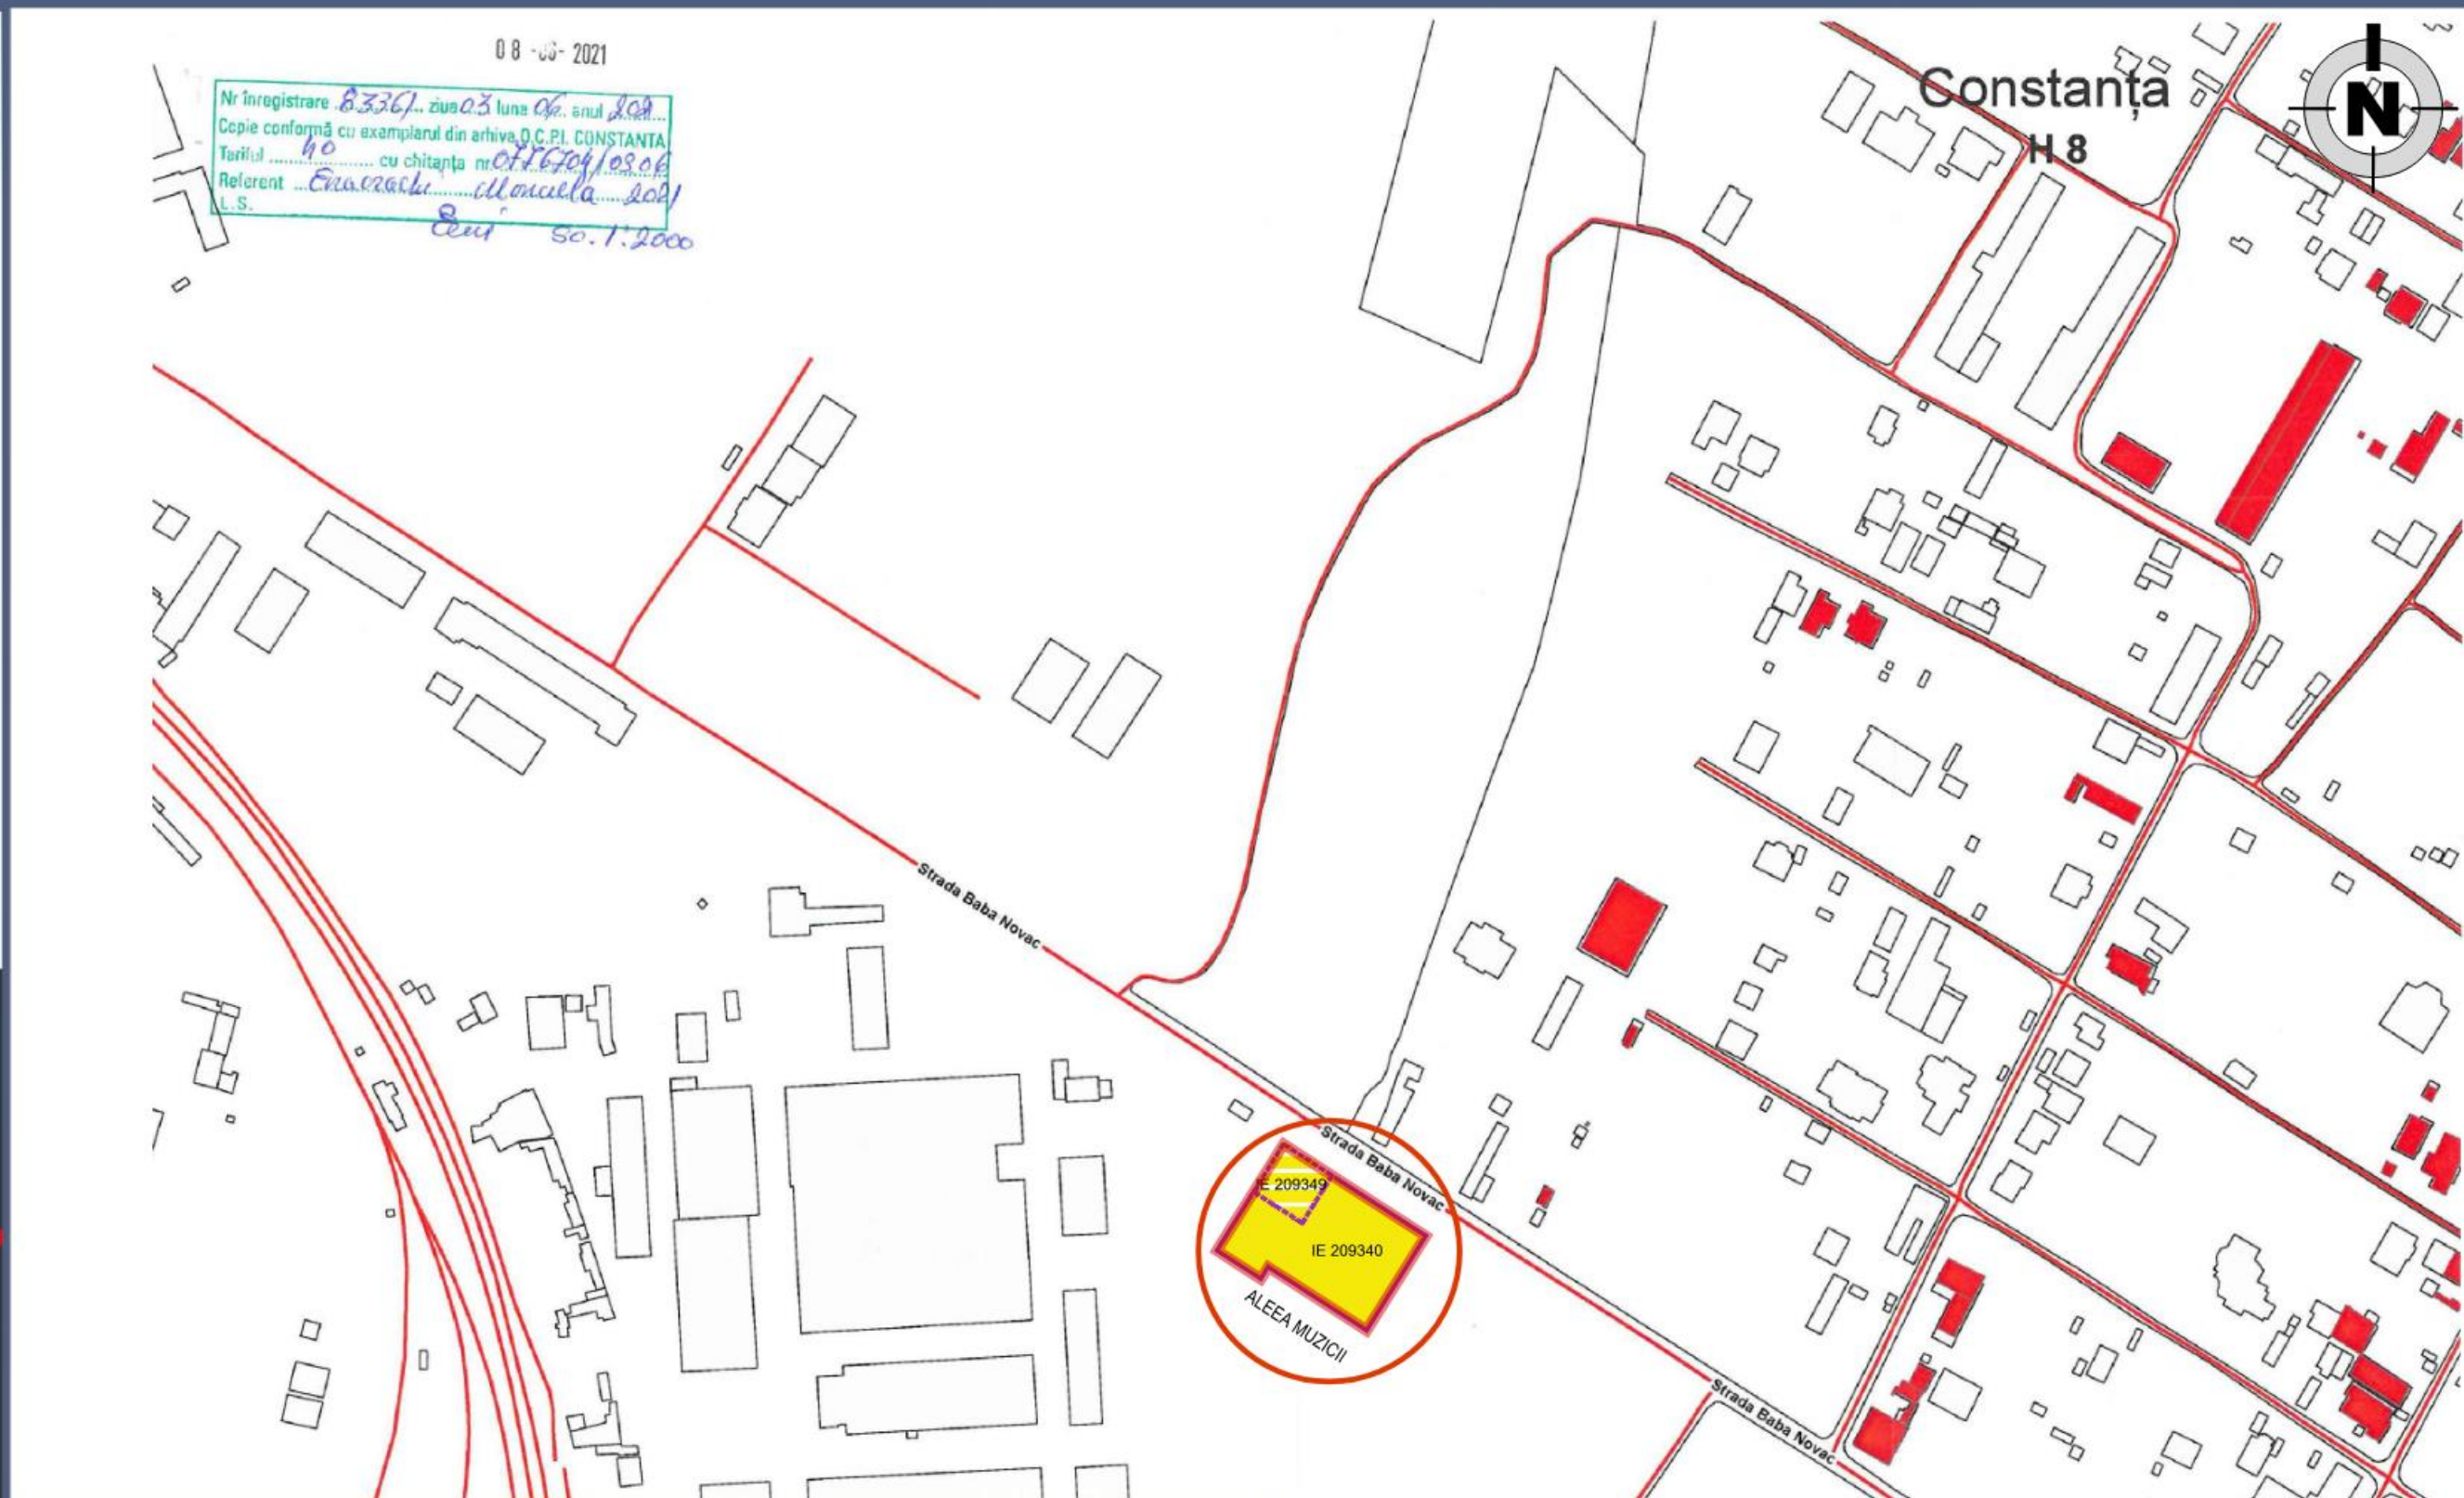 08 -06- 2021
Nr înregistrare 83361 ziua 03 luna 06 anul 2021
Copie conformă cu examplarul din arhiva O.C.P.I. CONSTANTA
Tariful 40 cu chitanța nr
Referent 2021
L.S.
Sc. 1:2000
Constanța
H 8
N
Strada Baba Novac
Strada Baba Novac
IE 209349
IE 209340
ALEEA MUZICII
Strada Baba Novac